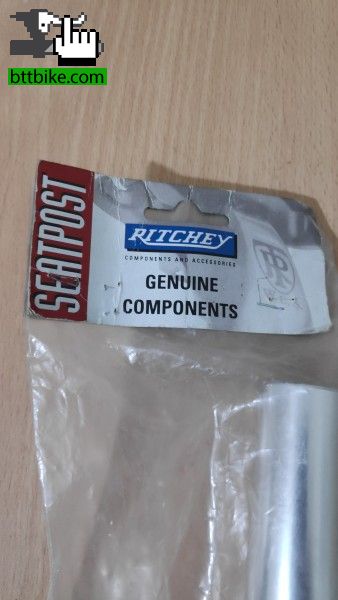 bttbike.com
SEATPOST
RITCHEY
COMPONENTS AND ACCESSORIES
GENUINE
COMPONENTS